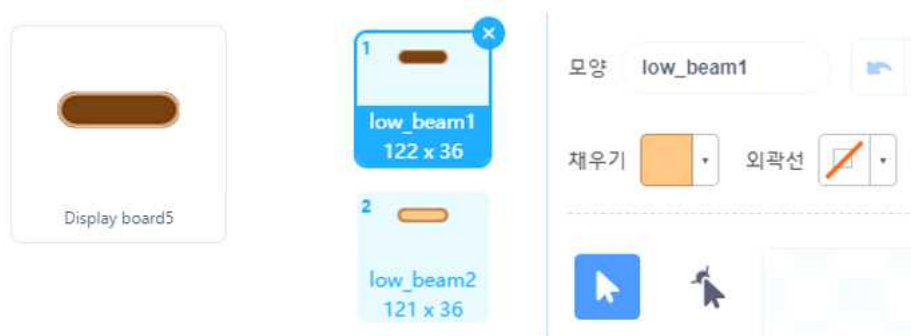 Display board5
1
low_beam1
122 x 36
2
low_beam2
121 x 36
모양 low_beam1
채우기 외곽선